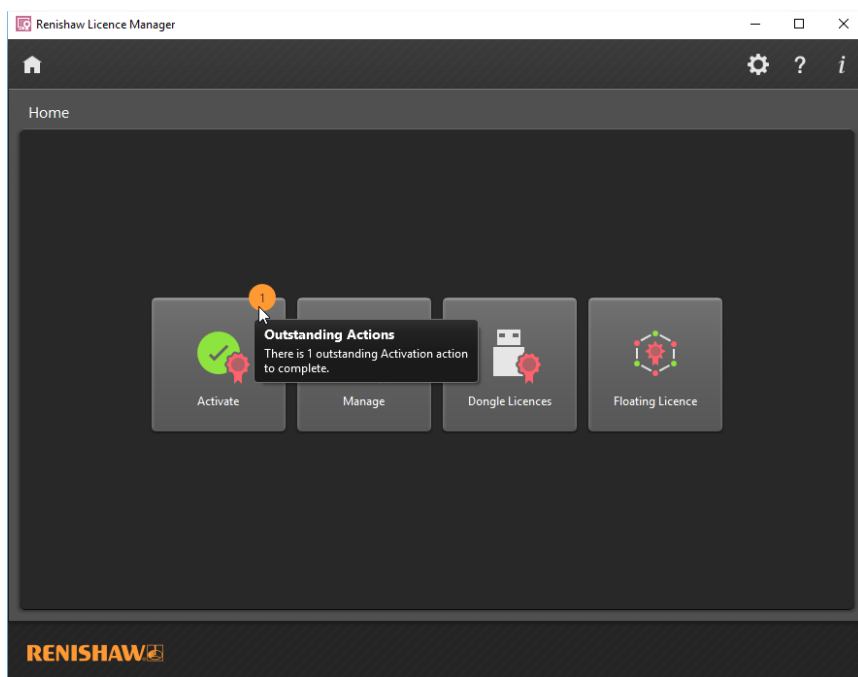 Renishaw Licence Manager
? i
Home
1
Outstanding Actions
There is 1 outstanding Activation action
to complete.
Activate
Manage
Dongle Licences
Floating Licence
RENISHAW